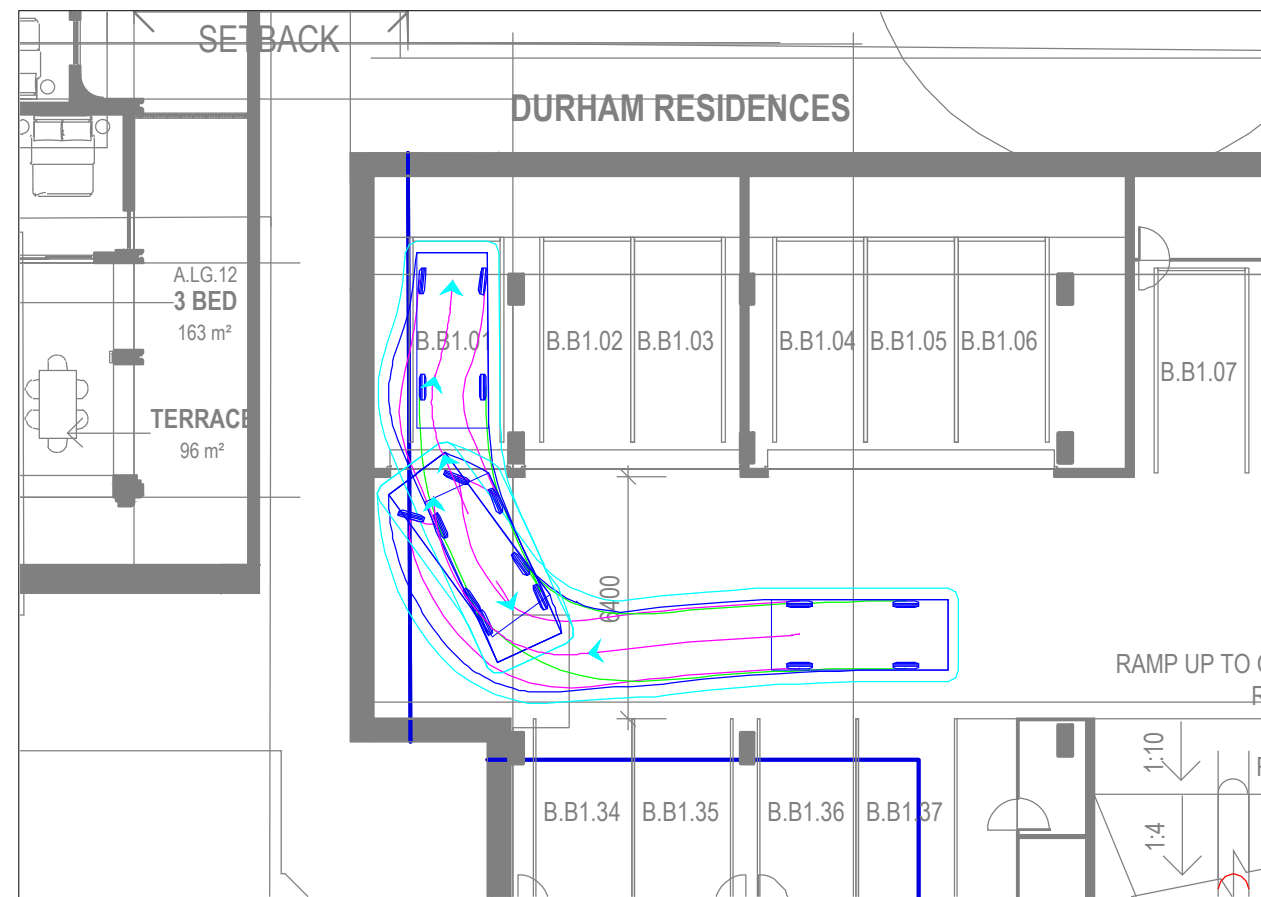 SETBACK
DURHAM RESIDENCES
A.LG.12
3 BED
163 m²
TERRACE
96 m²
B.B1.01
B.B1.02
B.B1.03
B.B1.04
B.B1.05
B.B1.06
B.B1.07
6400
RAMP UP TO
R
1:10
1:4
B.B1.34
B.B1.35
B.B1.36
B.B1.37